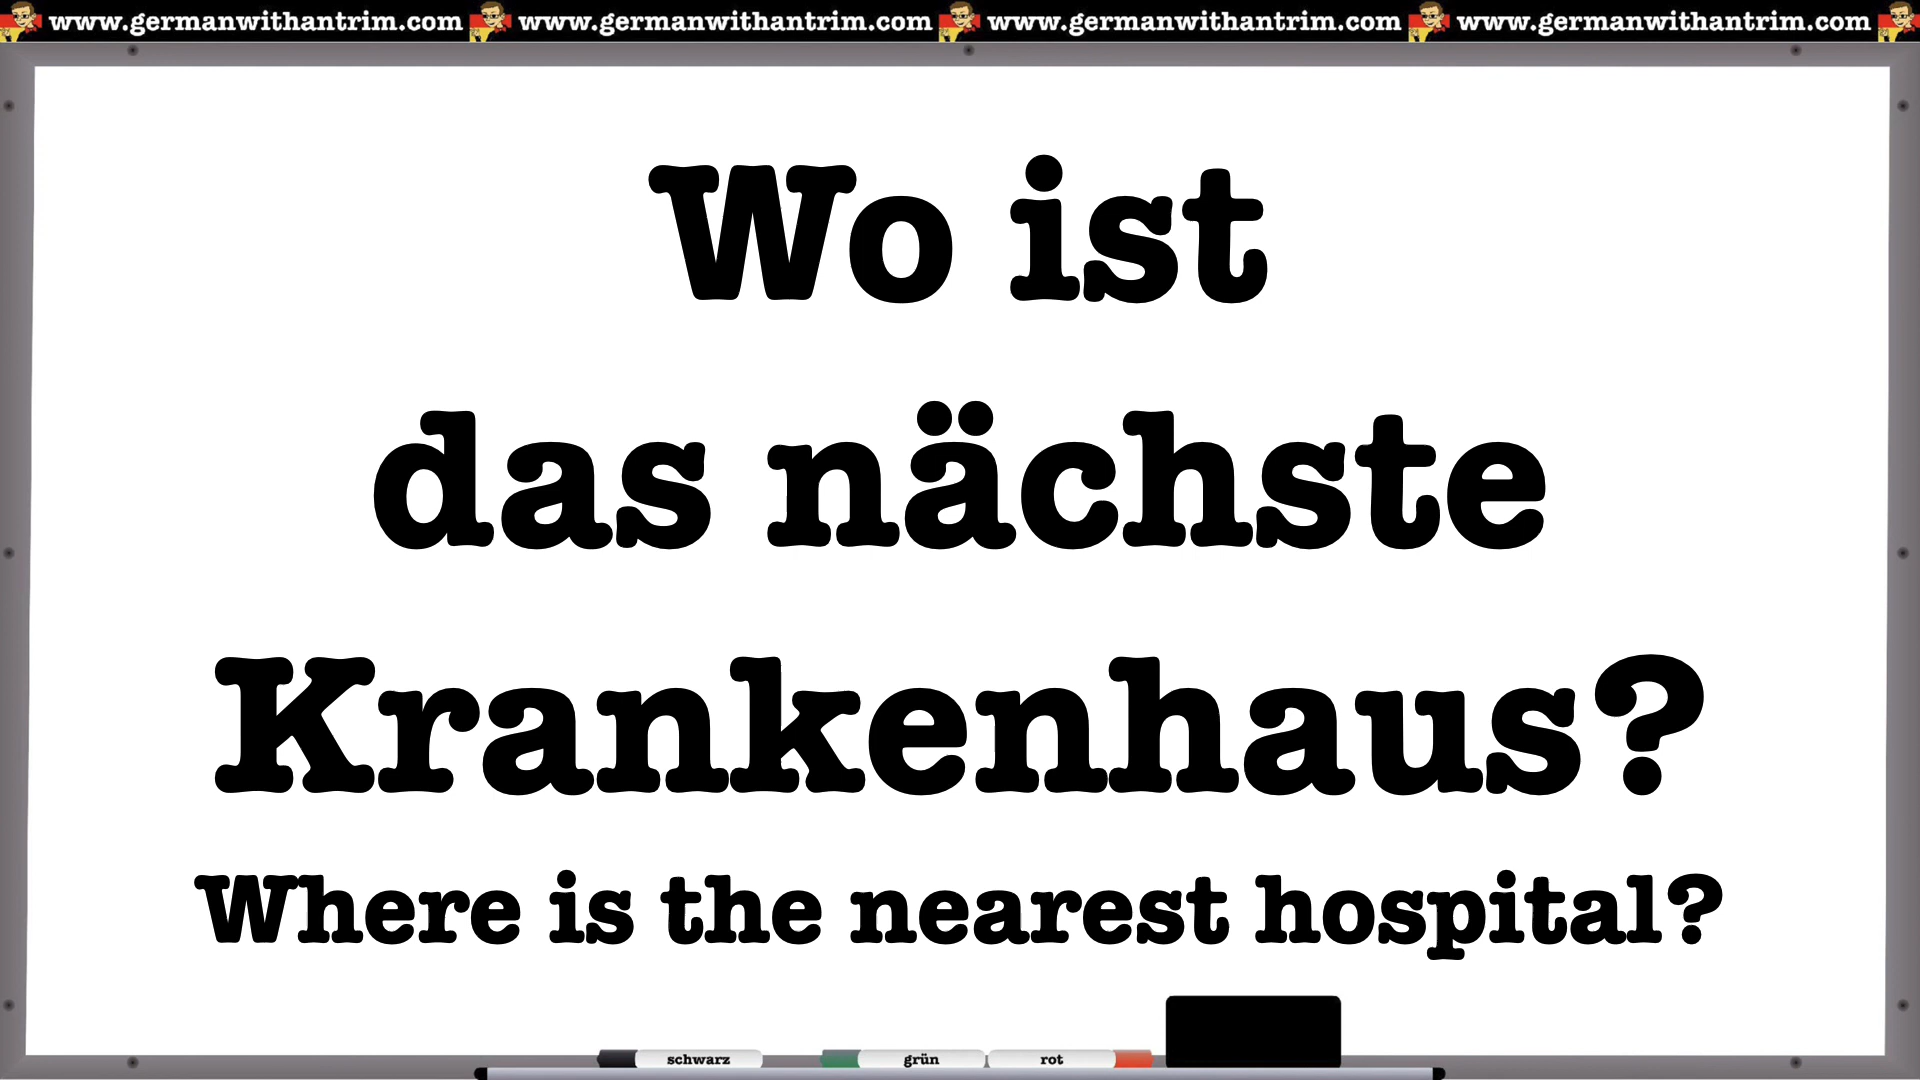 www.germanwithantrim.com www.germanwithantrim.com www.germanwithantrim.com www.germanwithantrim.com
Wo ist
das nächste
Krankenhaus?
Where is the nearest hospital?
schwarz grün rot